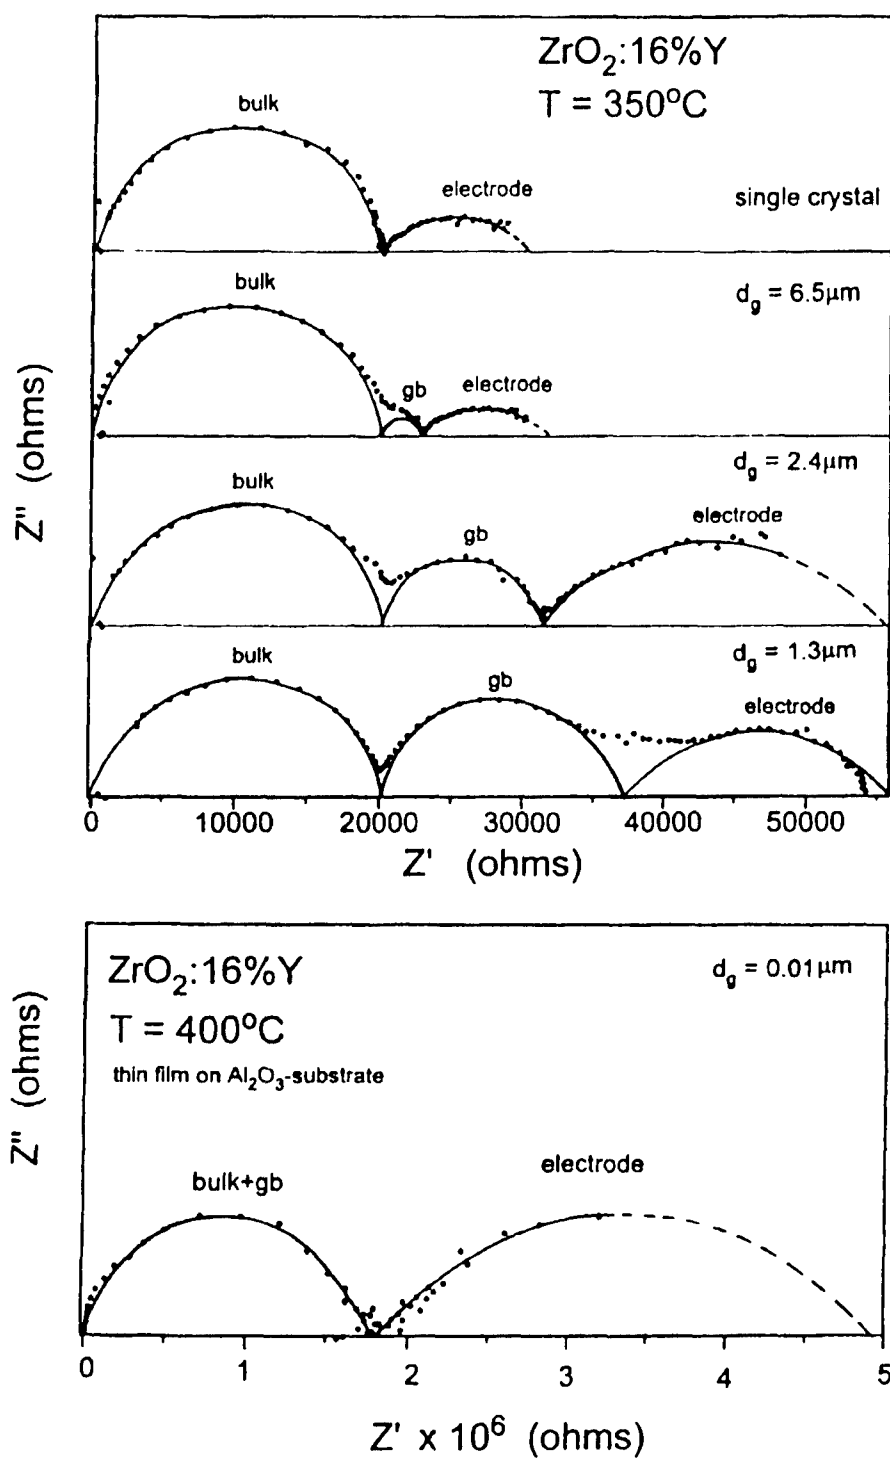 ZrO2:16%Y
T = 350°C
bulk
electrode
single crystal
bulk
dg = 6.5μm
gb
electrode
bulk
dg = 2.4μm
gb
electrode
bulk
dg = 1.3μm
gb
electrode
Z" (ohms)
0 10000 20000 30000 40000 50000
Z' (ohms)
ZrO2:16%Y
dg = 0.01μm
T = 400°C
thin film on Al2O3-substrate
bulk+gb
electrode
Z" (ohms)
0 1 2 3 4 5
Z' x 10^6 (ohms)